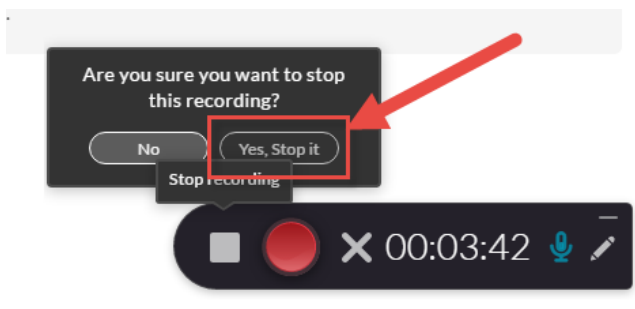 Are you sure you want to stop
this recording?
No
Yes, Stop it
Stop recording
00:03:42